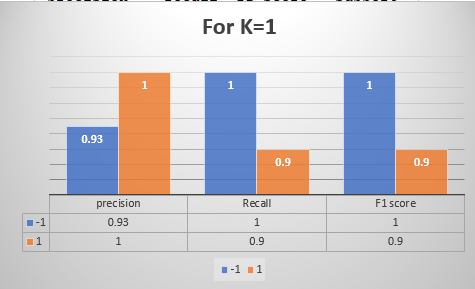 For K=1
0.93 1 1 0.9 1 0.9
precision Recall F1 score
-1 0.93 1 1
1 1 0.9 0.9
-1 1